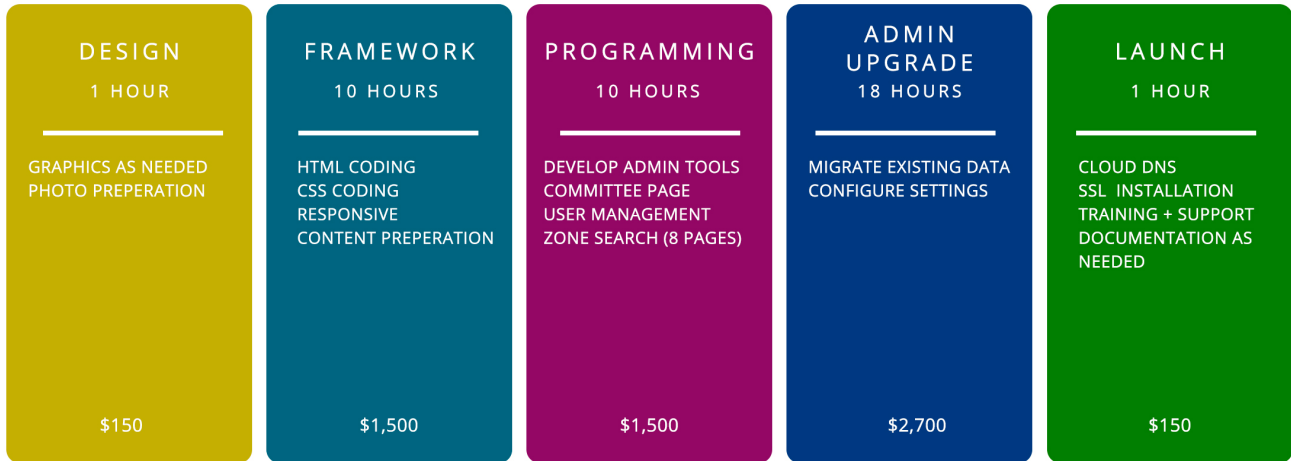 DESIGN
1 HOUR
GRAPHICS AS NEEDED
PHOTO PREPERATION
$150
FRAMEWORK
10 HOURS
HTML CODING
CSS CODING
RESPONSIVE
CONTENT PREPERATION
$1,500
PROGRAMMING
10 HOURS
DEVELOP ADMIN TOOLS
COMMITTEE PAGE
USER MANAGEMENT
ZONE SEARCH (8 PAGES)
$1,500
ADMIN
UPGRADE
18 HOURS
MIGRATE EXISTING DATA
CONFIGURE SETTINGS
$2,700
LAUNCH
1 HOUR
CLOUD DNS
SSL INSTALLATION
TRAINING + SUPPORT
DOCUMENTATION AS
NEEDED
$150